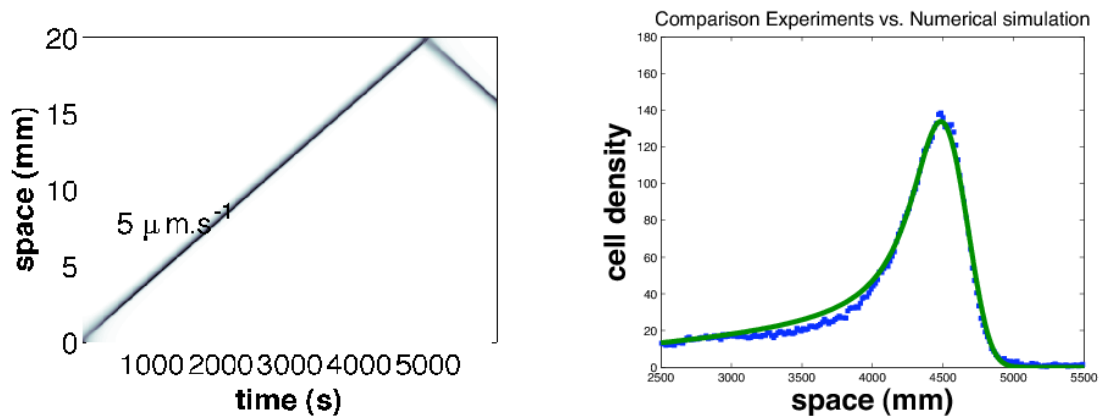 20
15
10
5
0
space (mm)
5 μm.s-1
1000 2000 3000 4000 5000
time (s)
Comparison Experiments vs. Numerical simulation
180
160
140
120
100
80
60
40
20
0
cell density
2500 3000 3500 4000 4500 5000 5500
space (mm)